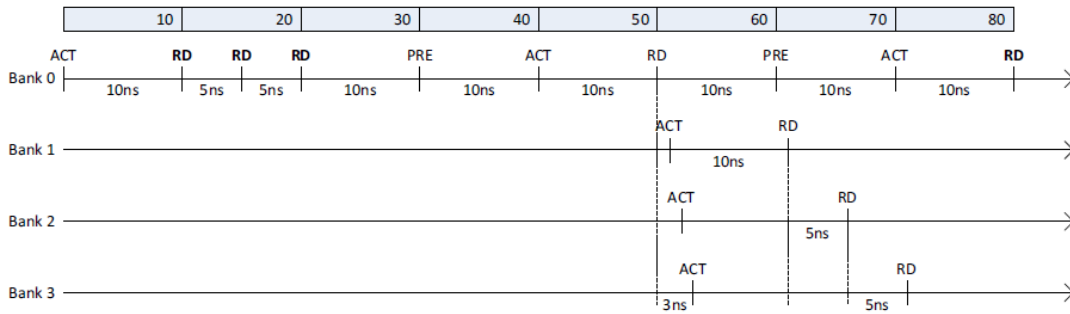 10 20 30 40 50 60 70 80
ACT RD RD RD PRE ACT RD PRE ACT RD
Bank 0
10ns 5ns 5ns 10ns 10ns 10ns 10ns 10ns 10ns
ACT RD
Bank 1
10ns
ACT RD
Bank 2
5ns
ACT RD
Bank 3
3ns 5ns